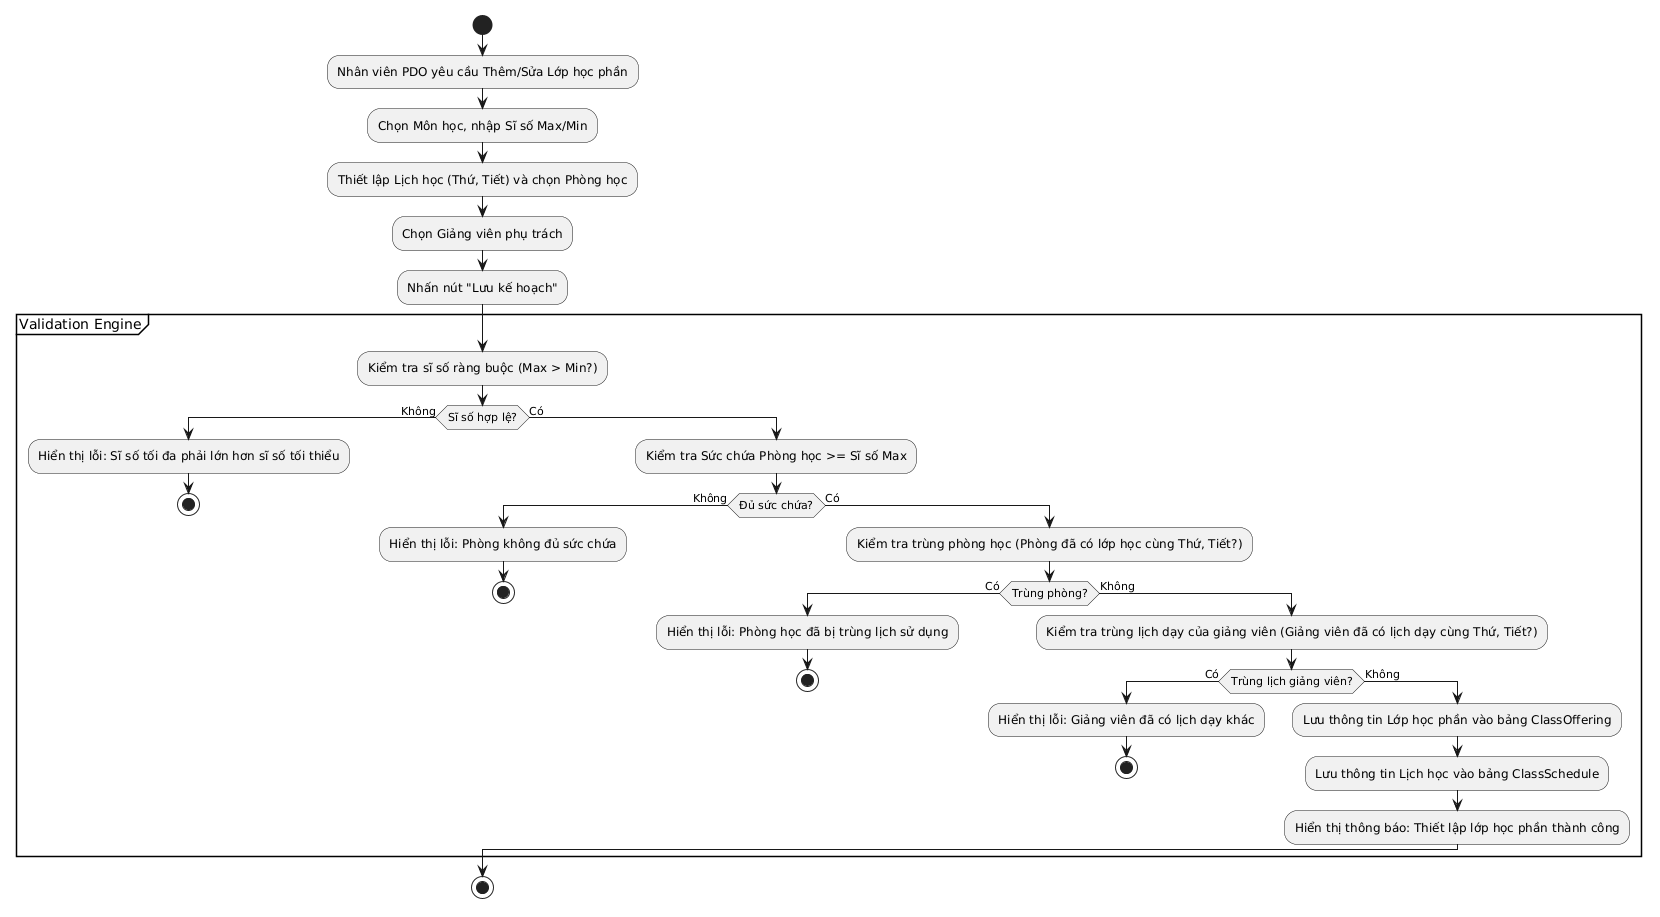 Nhân viên PDO yêu cầu Thêm/Sửa Lớp học phần
Chọn Môn học, nhập Sĩ số Max/Min
Thiết lập Lịch học (Thứ, Tiết) và chọn Phòng học
Chọn Giảng viên phụ trách
Nhấn nút "Lưu kế hoạch"
Validation Engine
Kiểm tra sĩ số ràng buộc (Max > Min?)
Không
Sĩ số hợp lệ?
Có
Hiển thị lỗi: Sĩ số tối đa phải lớn hơn sĩ số tối thiểu
Kiểm tra Sức chứa Phòng học >= Sĩ số Max
Không
Đủ sức chứa?
Có
Hiển thị lỗi: Phòng không đủ sức chứa
Kiểm tra trùng phòng học (Phòng đã có lớp học cùng Thứ, Tiết?)
Có
Trùng phòng?
Không
Hiển thị lỗi: Phòng học đã bị trùng lịch sử dụng
Kiểm tra trùng lịch dạy của giảng viên (Giảng viên đã có lịch dạy cùng Thứ, Tiết?)
Có
Trùng lịch giảng viên?
Không
Hiển thị lỗi: Giảng viên đã có lịch dạy khác
Lưu thông tin Lớp học phần vào bảng ClassOffering
Lưu thông tin Lịch học vào bảng ClassSchedule
Hiển thị thông báo: Thiết lập lớp học phần thành công